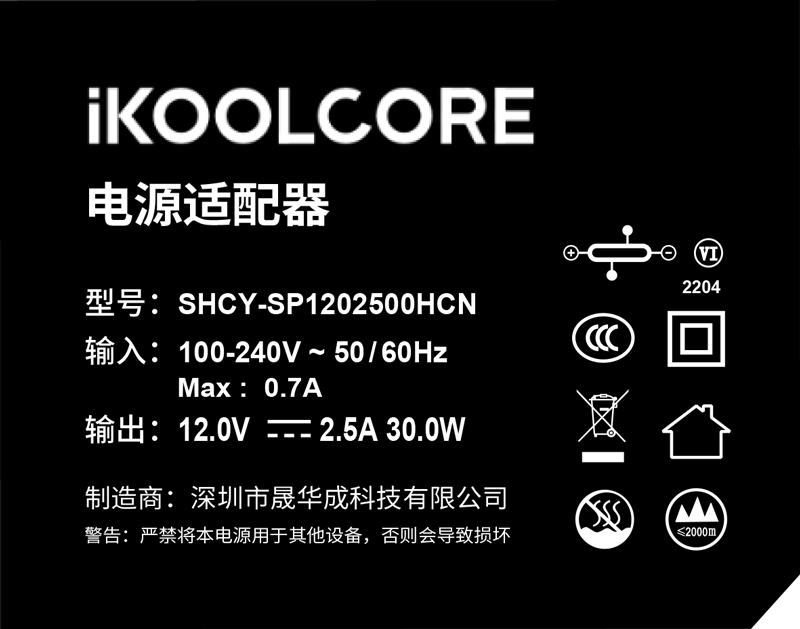 iKOOLCORE
电源适配器
型号：SHCY-SP1202500HCN
输入：100-240V ~ 50/60Hz
Max : 0.7A
输出：12.0V ⎓ 2.5A 30.0W
制造商：深圳市晟华成科技有限公司
警告：严禁将本电源用于其他设备，否则会导致损坏
VI
2204
CCC
≤2000m